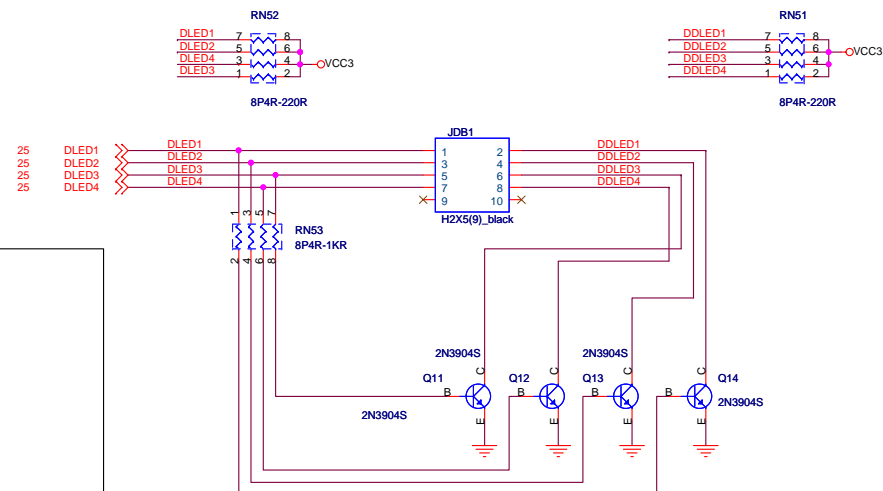 RN52
RN51
DLED1 7 8
DLED2 5 6
DLED4 3 4 VCC3
DLED3 1 2
8P4R-220R
DDLED1 7 8
DDLED2 5 6 VCC3
DDLED3 3 4
DDLED4 1 2
8P4R-220R
JDB1
25 DLED1 DLED1 1 2 DDLED1
25 DLED2 DLED2 3 4 DDLED2
25 DLED3 DLED3 5 6 DDLED3
25 DLED4 DLED4 7 8 DDLED4
9 10
H2X5(9)_black
1 3 5 7
RN53
8P4R-1KR
2 4 6 8
2N3904S
2N3904S
C C C C
Q11 Q12 Q13 Q14
B B B B
2N3904S
2N3904S
E E E E